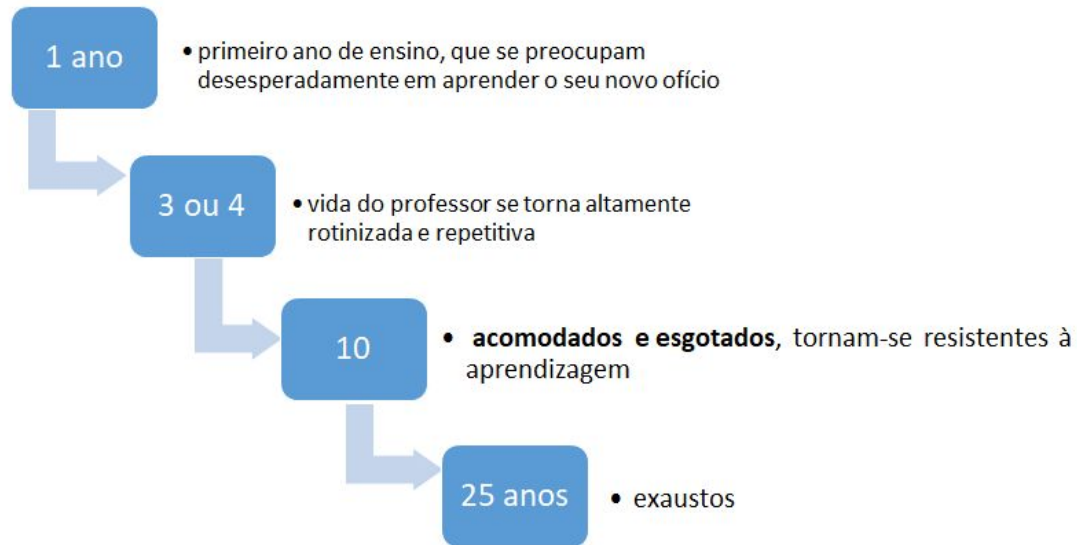 1 ano
• primeiro ano de ensino, que se preocupam
desesperadamente em aprender o seu novo ofício
3 ou 4
• vida do professor se torna altamente
rotinizada e repetitiva
10
• acomodados e esgotados, tornam-se resistentes à
aprendizagem
25 anos
• exaustos